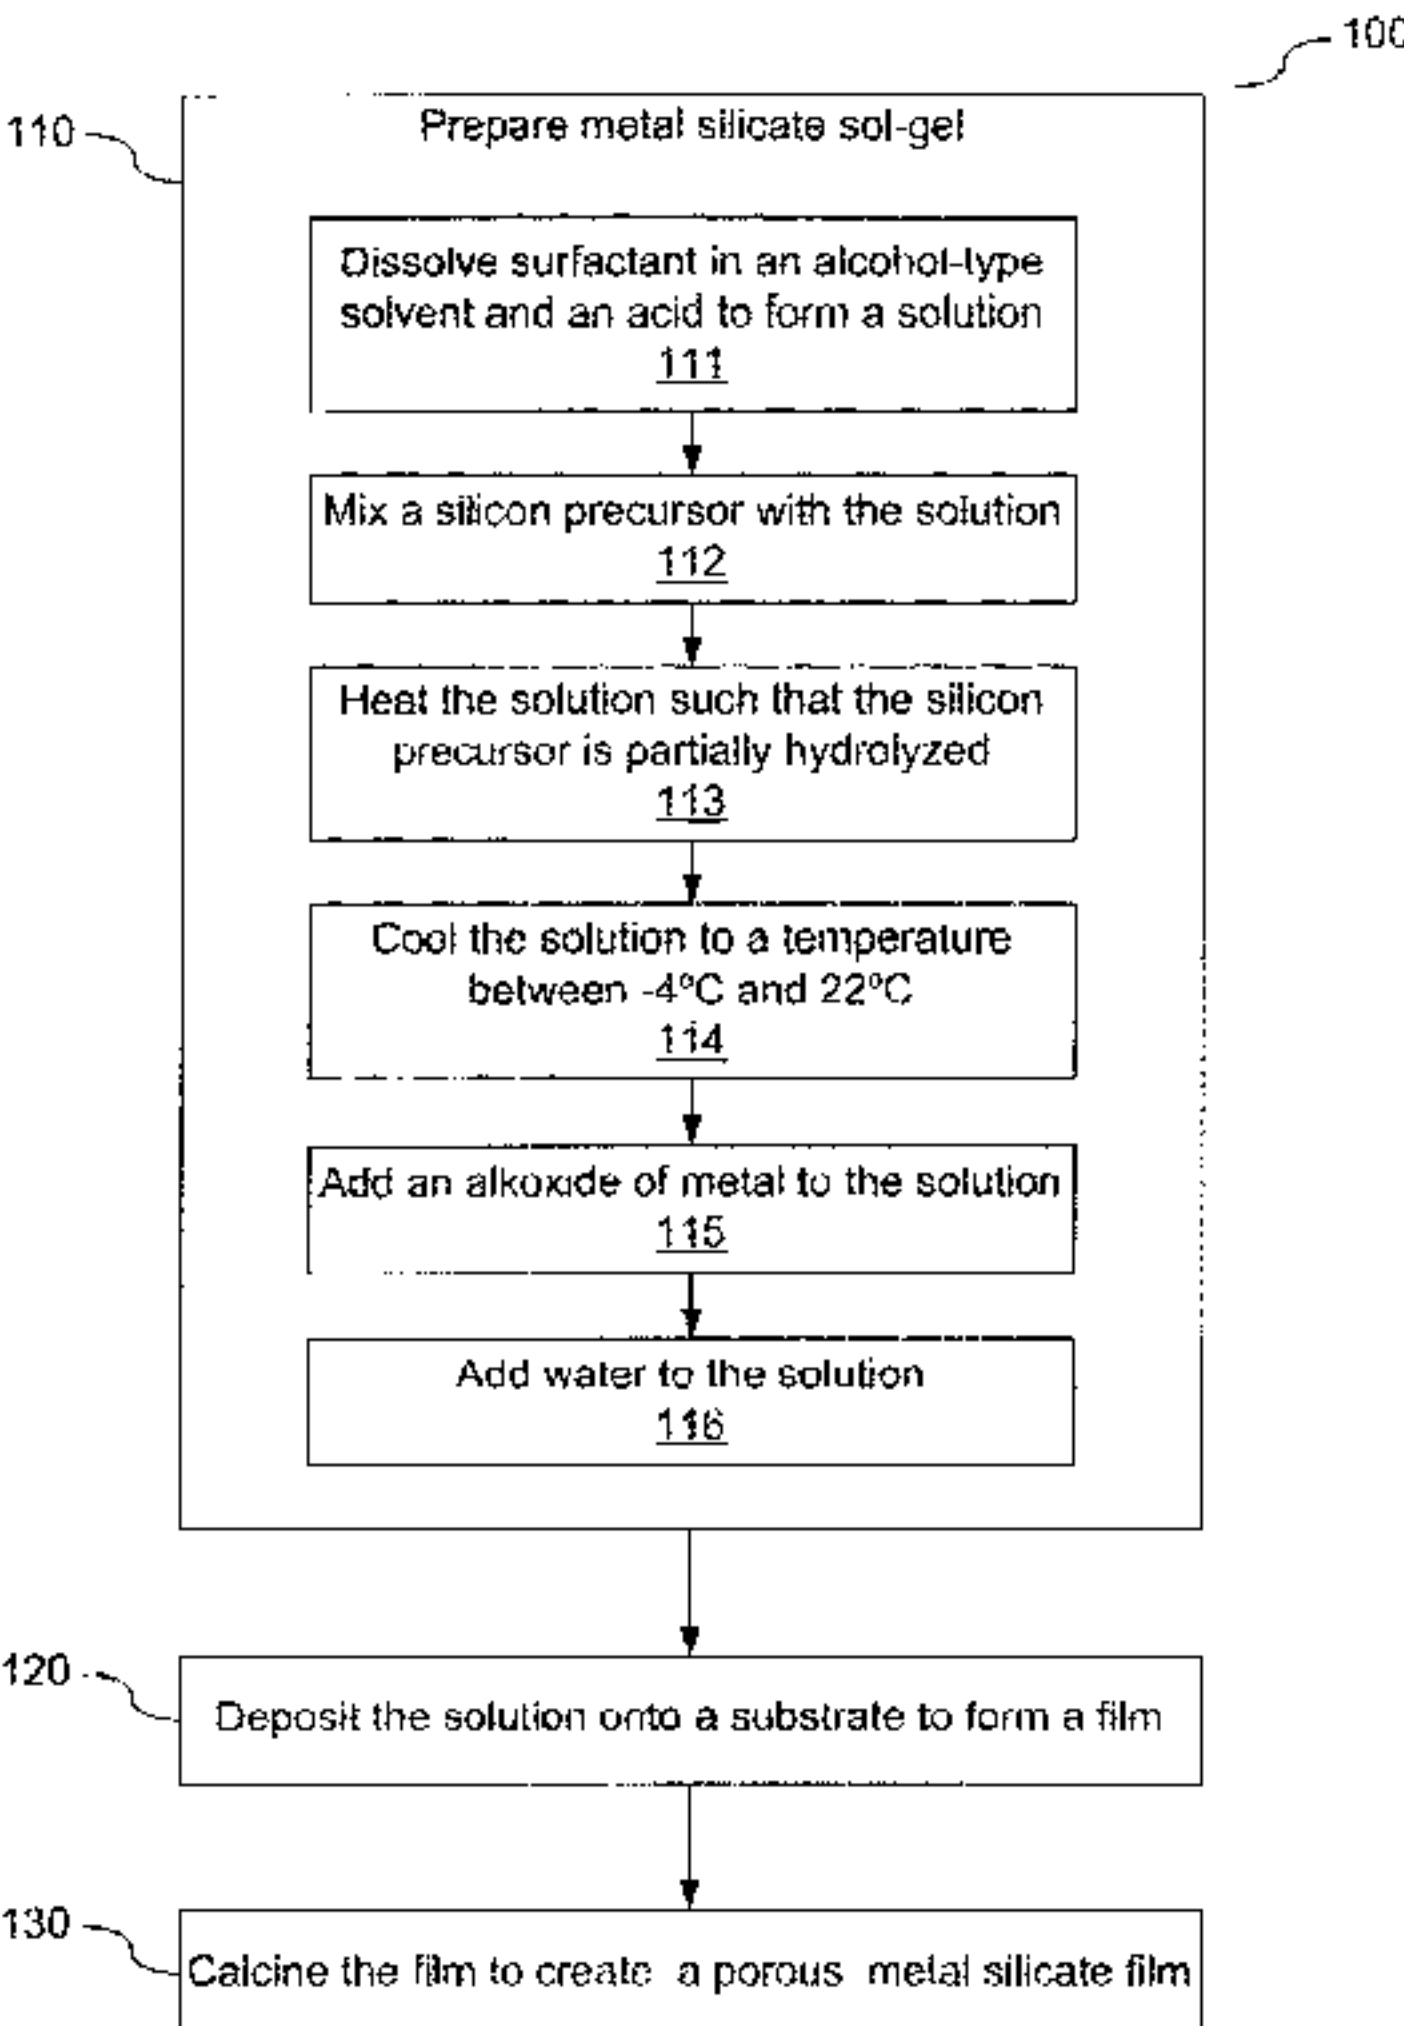 100
110
Prepare metal silicate sol-gel
Dissolve surfactant in an alcohol-type
solvent and an acid to form a solution
111
Mix a silicon precursor with the solution
112
Heat the solution such that the silicon
precursor is partially hydrolyzed
113
Cool the solution to a temperature
between -4ºC and 22ºC
114
Add an alkoxide of metal to the solution
115
Add water to the solution
116
120
Deposit the solution onto a substrate to form a film
130
Calcine the film to create a porous metal silicate film